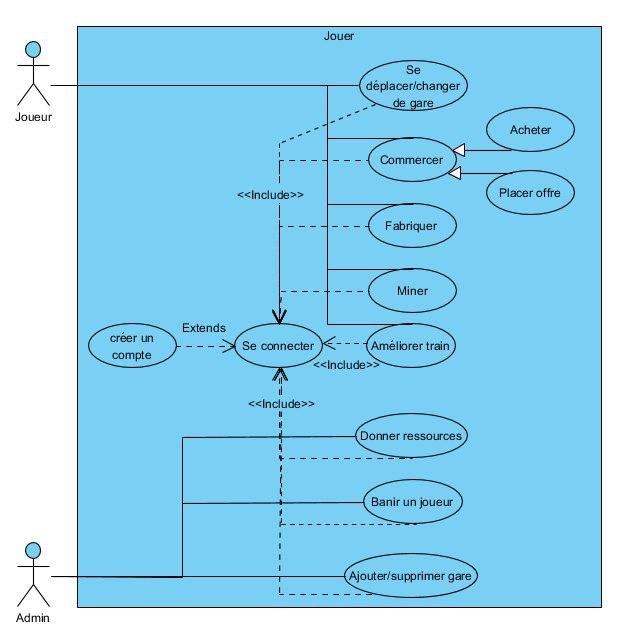 Jouer
Joueur
Se
déplacer/changer
de gare
Acheter
Commercer
Placer offre
<<Include>>
Fabriquer
Miner
Extends
créer un
compte
Se connecter
Améliorer train
<<Include>>
<<Include>>
Donner ressources
Banir un joueur
Ajouter/supprimer gare
Admin